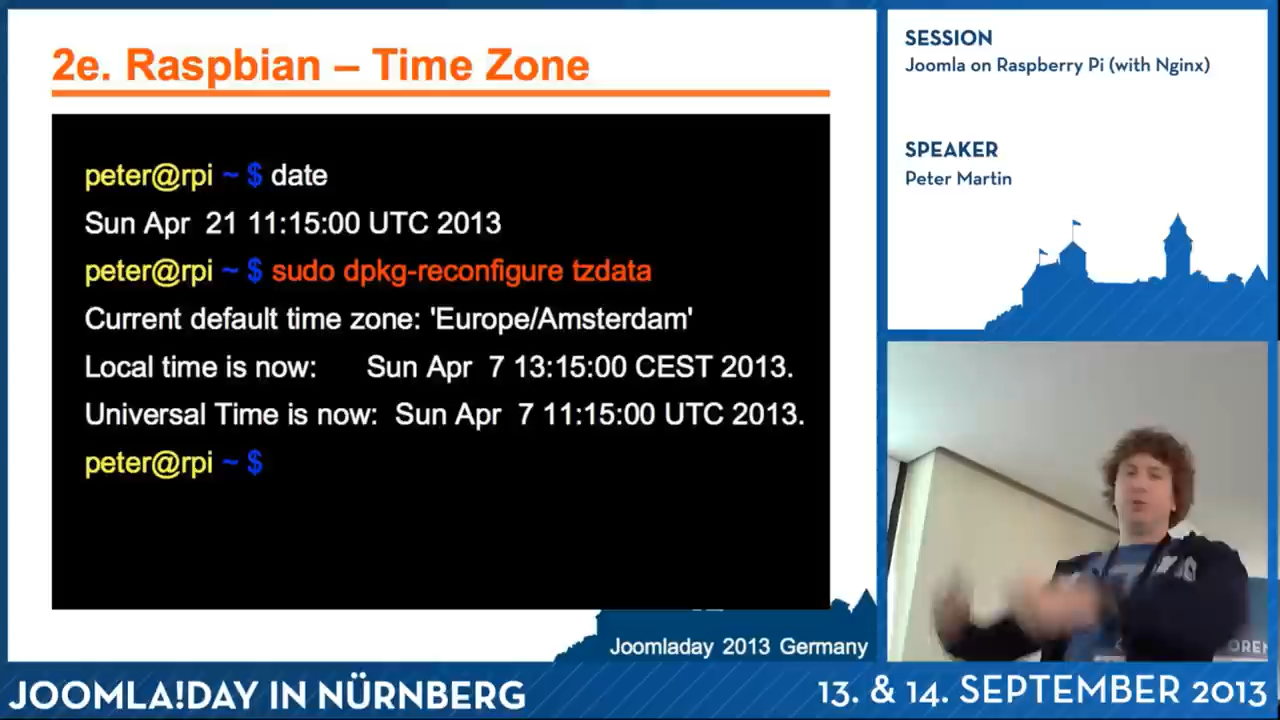 2e. Raspbian – Time Zone
peter@rpi ~ $ date
Sun Apr  21 11:15:00 UTC 2013
peter@rpi ~ $ sudo dpkg-reconfigure tzdata
Current default time zone: 'Europe/Amsterdam'
Local time is now:      Sun Apr  7 13:15:00 CEST 2013.
Universal Time is now:  Sun Apr  7 11:15:00 UTC 2013.
peter@rpi ~ $
Joomladay 2013 Germany
SESSION
Joomla on Raspberry Pi (with Nginx)
SPEAKER
Peter Martin
JOOMLA!DAY IN NÜRNBERG
13. & 14. SEPTEMBER 2013